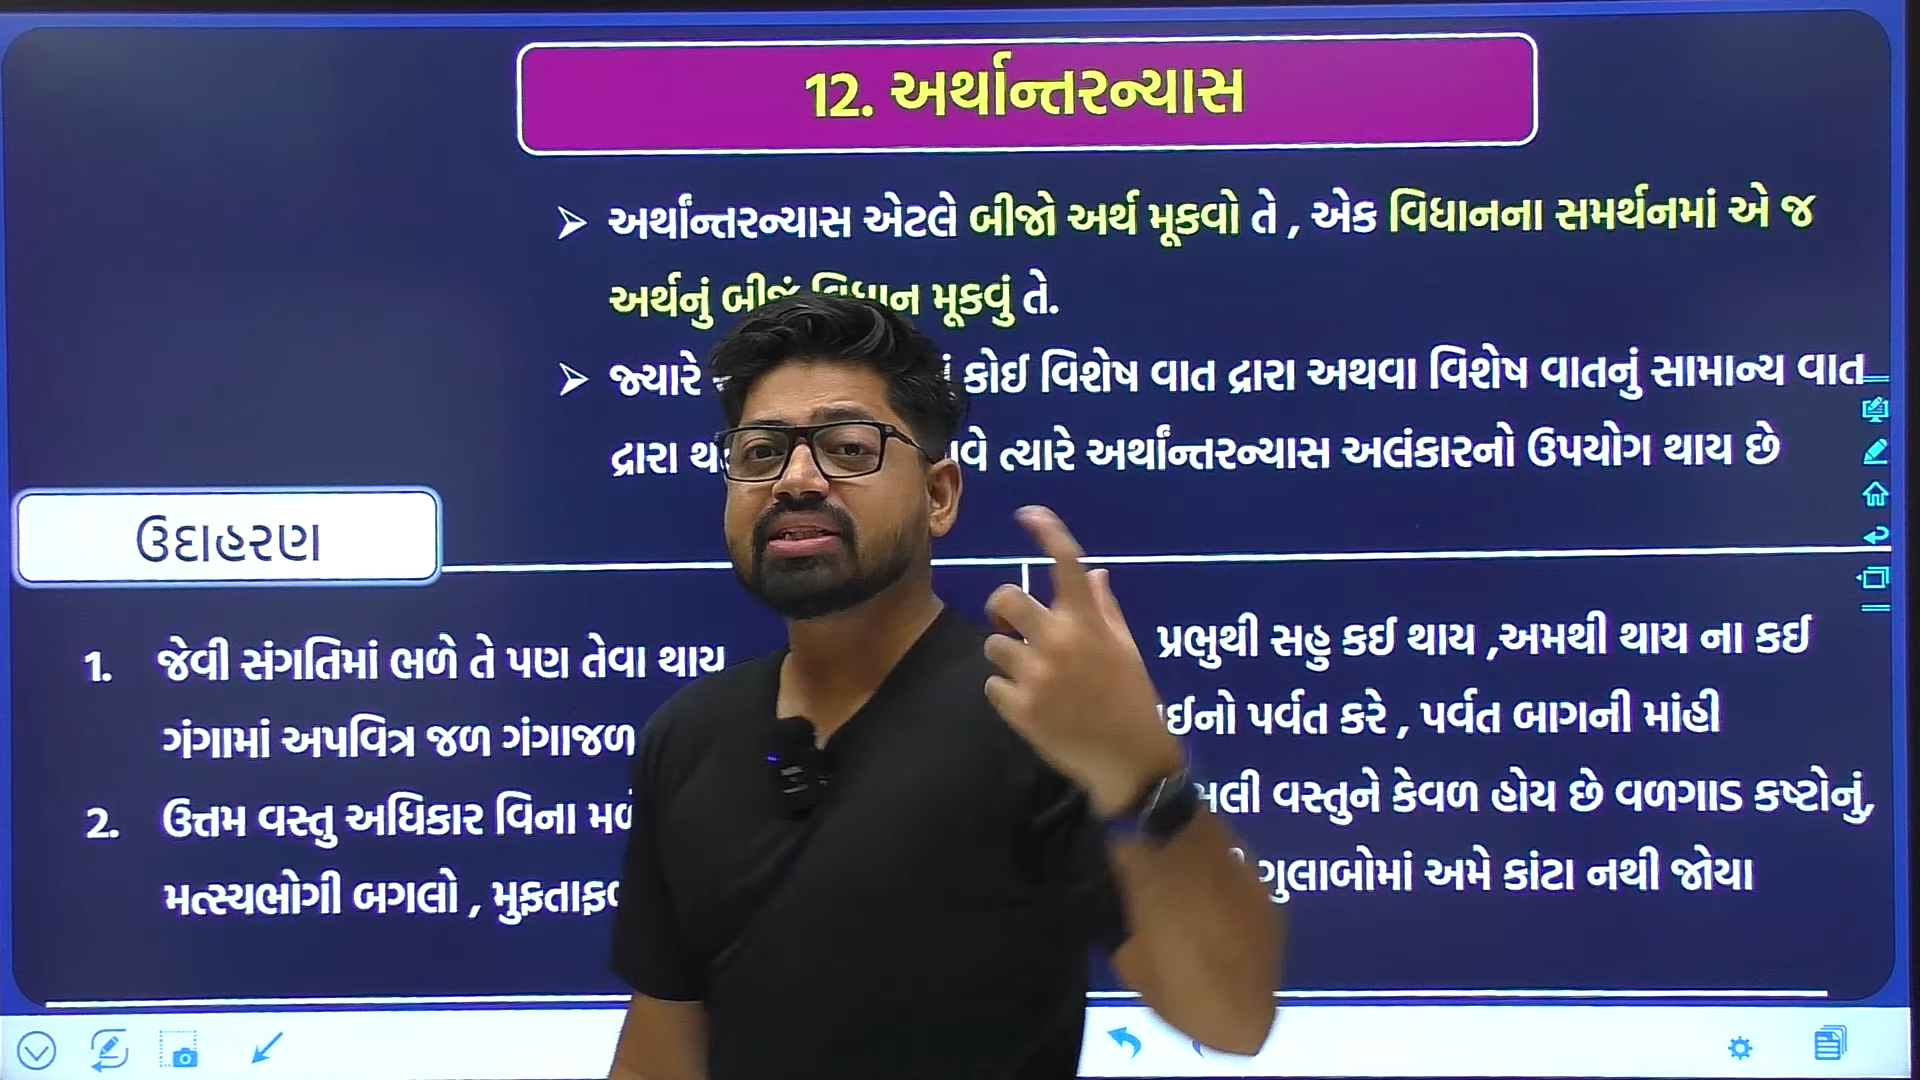 12. અર્થાન્તરન્યાસ
અર્થાંન્તરન્યાસ એટલે બીજો અર્થ મૂકવો તે , એક વિધાનના સમર્થનમાં એ જ
અર્થનું બીજું વિધાન મૂકવું તે.
જ્યારે કોઈ વિશેષ વાત દ્રારા અથવા વિશેષ વાતનું સામાન્ય વાત
દ્રારા ત્યારે અર્થાંન્તરન્યાસ અલંકારનો ઉપયોગ થાય છે
ઉદાહરણ
1. જેવી સંગતિમાં ભળે તે પણ તેવા થાય
ગંગામાં અપવિત્ર જળ ગંગાજળ
2. ઉત્તમ વસ્તુ અધિકાર વિના
મત્સ્યભોગી બગલો ,
પ્રભુથી સહુ કઈ થાય ,અમથી થાય ના કઈ
પર્વત કરે , પર્વત બાગની માંહી
વસ્તુને કેવળ હોય છે વળગાડ કષ્ટોનું,
ગુલાબોમાં અમે કાંટા નથી જોયા